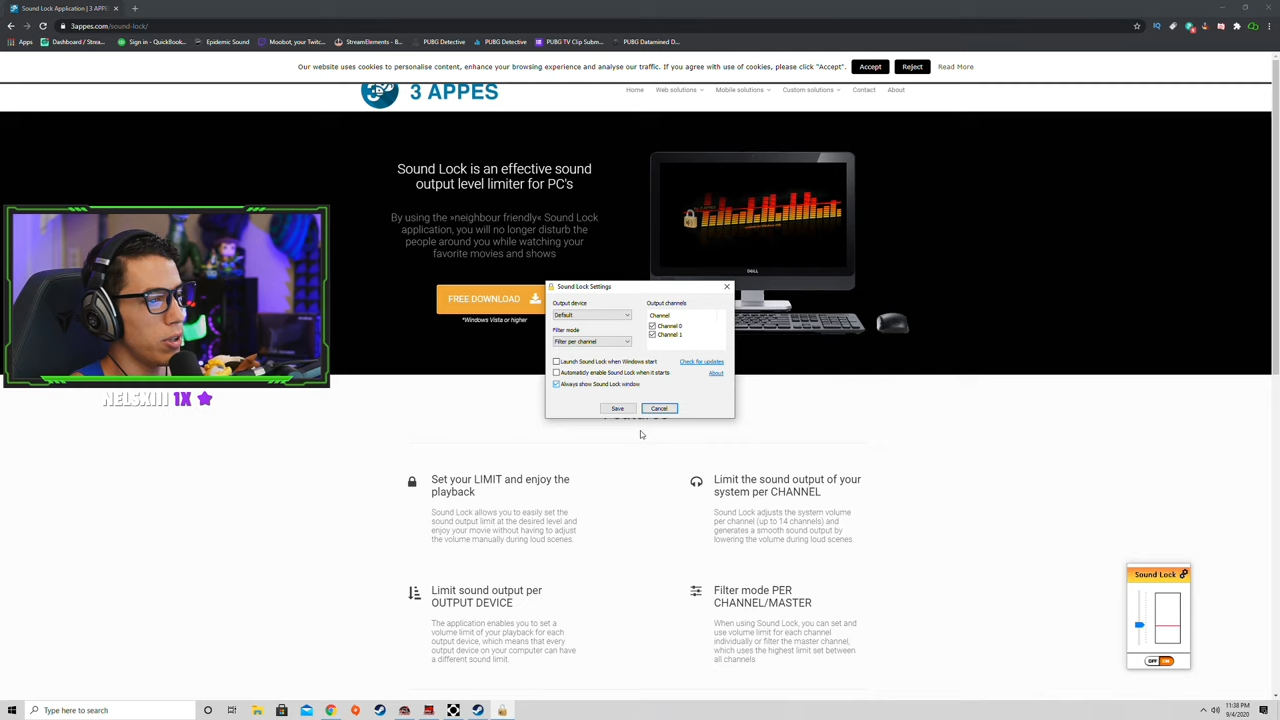 Sound Lock Application | 3 APPE
3appes.com/sound-lock/
Apps
Dashboard / Strea...
Sign in - QuickBook...
Epidemic Sound
Moobot, your Twitc...
StreamElements - B...
PUBG Detective
PUBG Detective
PUBG TV Clip Subm...
PUBG Datamined D...
Our website uses cookies to personalise content, enhance your browsing experience and analyse our traffic. If you agree with use of cookies, please click "Accept".
Accept
Reject
Read More
3 APPES
Home
Web solutions
Mobile solutions
Custom solutions
Contact
About
Sound Lock is an effective sound
output level limiter for PC's
By using the »neighbour friendly« Sound Lock
application, you will no longer disturb the
people around you while watching your
favorite movies and shows
FREE DOWNLOAD
*Windows Vista or higher
DELL
NELSXIII 1X
Sound Lock Settings
Output device
Default
Filter mode
Filter per channel
Output channels
Channel
Channel 0
Channel 1
Launch Sound Lock when Windows start
Automaticly enable Sound Lock when it starts
Always show Sound Lock window
Check for updates
About
Save
Cancel
Set your LIMIT and enjoy the
playback
Sound Lock allows you to easily set the
sound output limit at the desired level and
enjoy your movie without having to adjust
the volume manually during loud scenes.
Limit the sound output of your
system per CHANNEL
Sound Lock adjusts the system volume
per channel (up to 14 channels) and
generates a smooth sound output by
lowering the volume during loud scenes.
Limit sound output per
OUTPUT DEVICE
The application enables you to set a
volume limit of your playback for each
output device, which means that every
output device on your computer can have
a different sound limit.
Filter mode PER
CHANNEL/MASTER
When using Sound Lock, you can set and
use volume limit for each channel
individually or filter the master channel,
which uses the highest limit set between
all channels
Sound Lock
OFF
ON
Type here to search
11:38 PM
9/4/2020